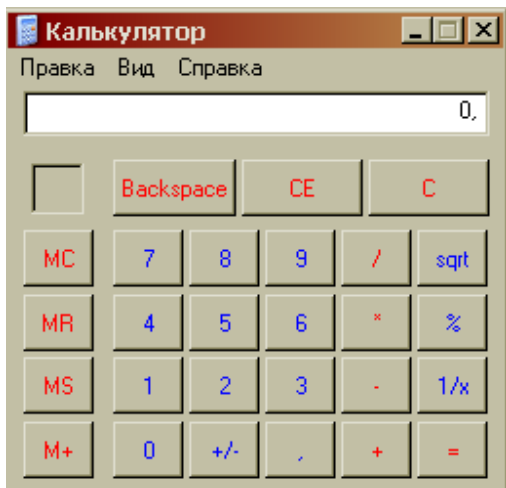 Калькулятор
Правка Вид Справка
0,
Backspace CE C
MC 7 8 9 / sqrt
MR 4 5 6 * %
MS 1 2 3 - 1/x
M+ 0 +/- , + =